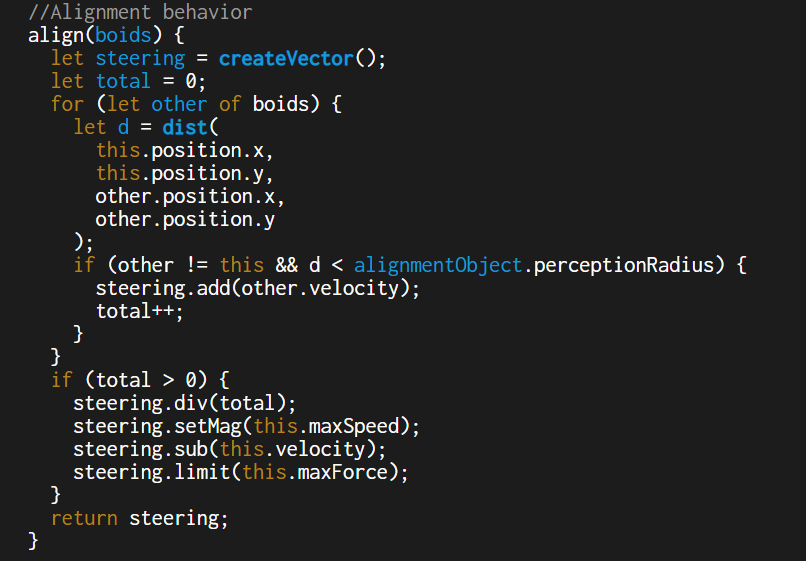 //Alignment behavior
align(boids) {
  let steering = createVector();
  let total = 0;
  for (let other of boids) {
    let d = dist(
      this.position.x,
      this.position.y,
      other.position.x,
      other.position.y
    );
    if (other != this && d < alignmentObject.perceptionRadius) {
      steering.add(other.velocity);
      total++;
    }
  }
  if (total > 0) {
    steering.div(total);
    steering.setMag(this.maxSpeed);
    steering.sub(this.velocity);
    steering.limit(this.maxForce);
  }
  return steering;
}